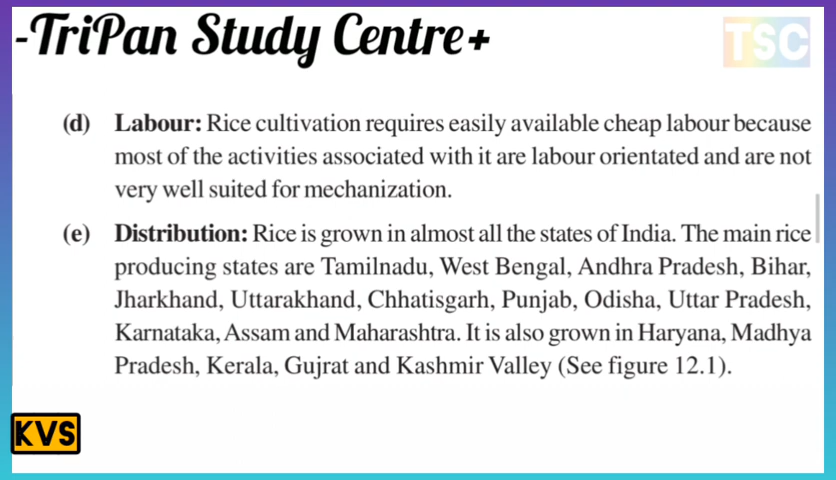 -TriPan Study Centre+
TSC
(d) Labour: Rice cultivation requires easily available cheap labour because
most of the activities associated with it are labour orientated and are not
very well suited for mechanization.
(e) Distribution: Rice is grown in almost all the states of India. The main rice
producing states are Tamilnadu, West Bengal, Andhra Pradesh, Bihar,
Jharkhand, Uttarakhand, Chhatisgarh, Punjab, Odisha, Uttar Pradesh,
Karnataka, Assam and Maharashtra. It is also grown in Haryana, Madhya
Pradesh, Kerala, Gujrat and Kashmir Valley (See figure 12.1).
KVS